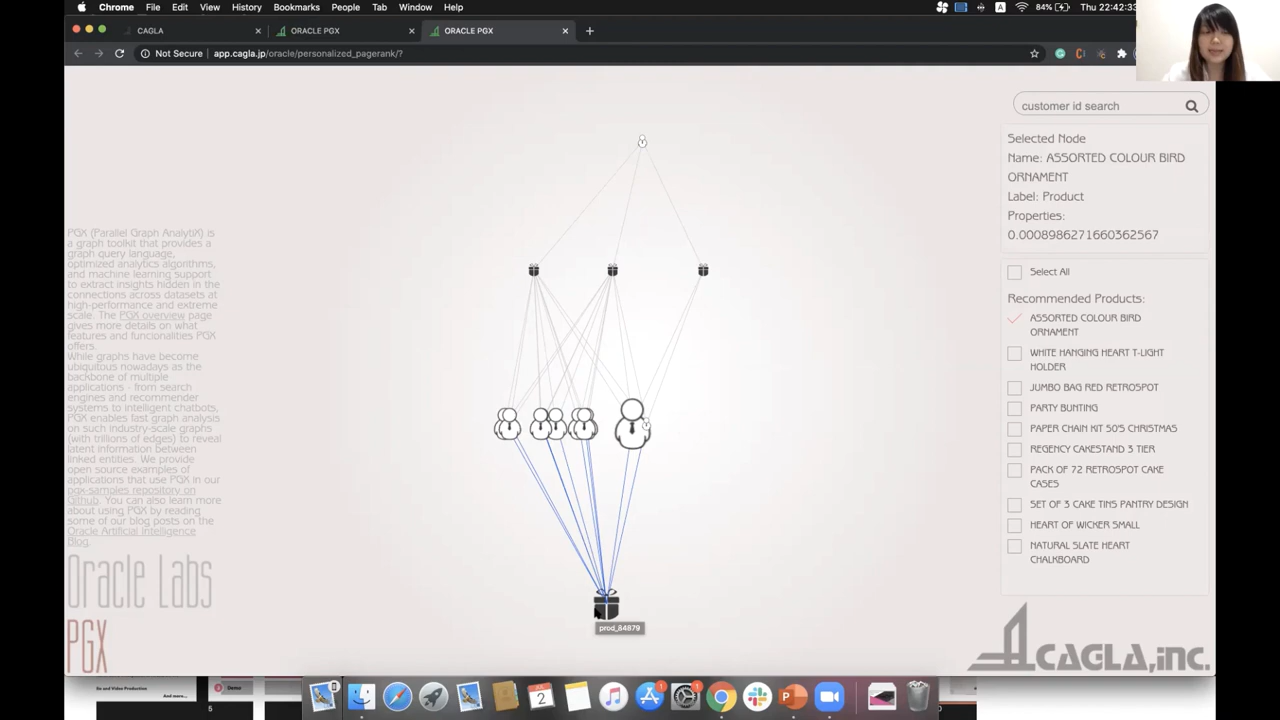 Chrome File Edit View History Bookmarks People Tab Window Help 84% Thu 22:42:33
CAGLA
ORACLE PGX
ORACLE PGX
Not Secure app.cagla.jp/oracle/personalized_pagerank/?
customer id search
Selected Node
Name: ASSORTED COLOUR BIRD
ORNAMENT
Label: Product
Properties:
0.0008986271660362567
Select All
Recommended Products:
ASSORTED COLOUR BIRD
ORNAMENT
WHITE HANGING HEART T-LIGHT
HOLDER
JUMBO BAG RED RETROSPOT
PARTY BUNTING
PAPER CHAIN KIT 50'S CHRISTMAS
REGENCY CAKESTAND 3 TIER
PACK OF 72 RETROSPOT CAKE
CASES
SET OF 3 CAKE TINS PANTRY DESIGN
HEART OF WICKER SMALL
NATURAL SLATE HEART
CHALKBOARD
PGX (Parallel Graph AnalytiX) is
a graph toolkit that provides a
graph query language,
optimized analytics algorithms,
and machine learning support
to extract insights hidden in the
connections across datasets at
high-performance and extreme
scale. The PGX overview page
gives more details on what
features and funcionalities PGX
offers.
While graphs have become
ubiquitous nowadays as the
backbone of multiple
applications - from search
engines and recommender
systems to intelligent chatbots,
PGX enables fast graph analysis
on such industry-scale graphs
(with trillions of edges) to reveal
latent information between
linked entities. We provide
open source examples of
applications that use PGX in our
pgx-samples repository on
Github. You can also learn more
about using PGX by reading
some of our blog posts on the
Oracle Artificial Intelligence
Blog.
Oracle Labs
PGX
prod_84879
CAGLA,inc.
And more...
Demo
JUL
2